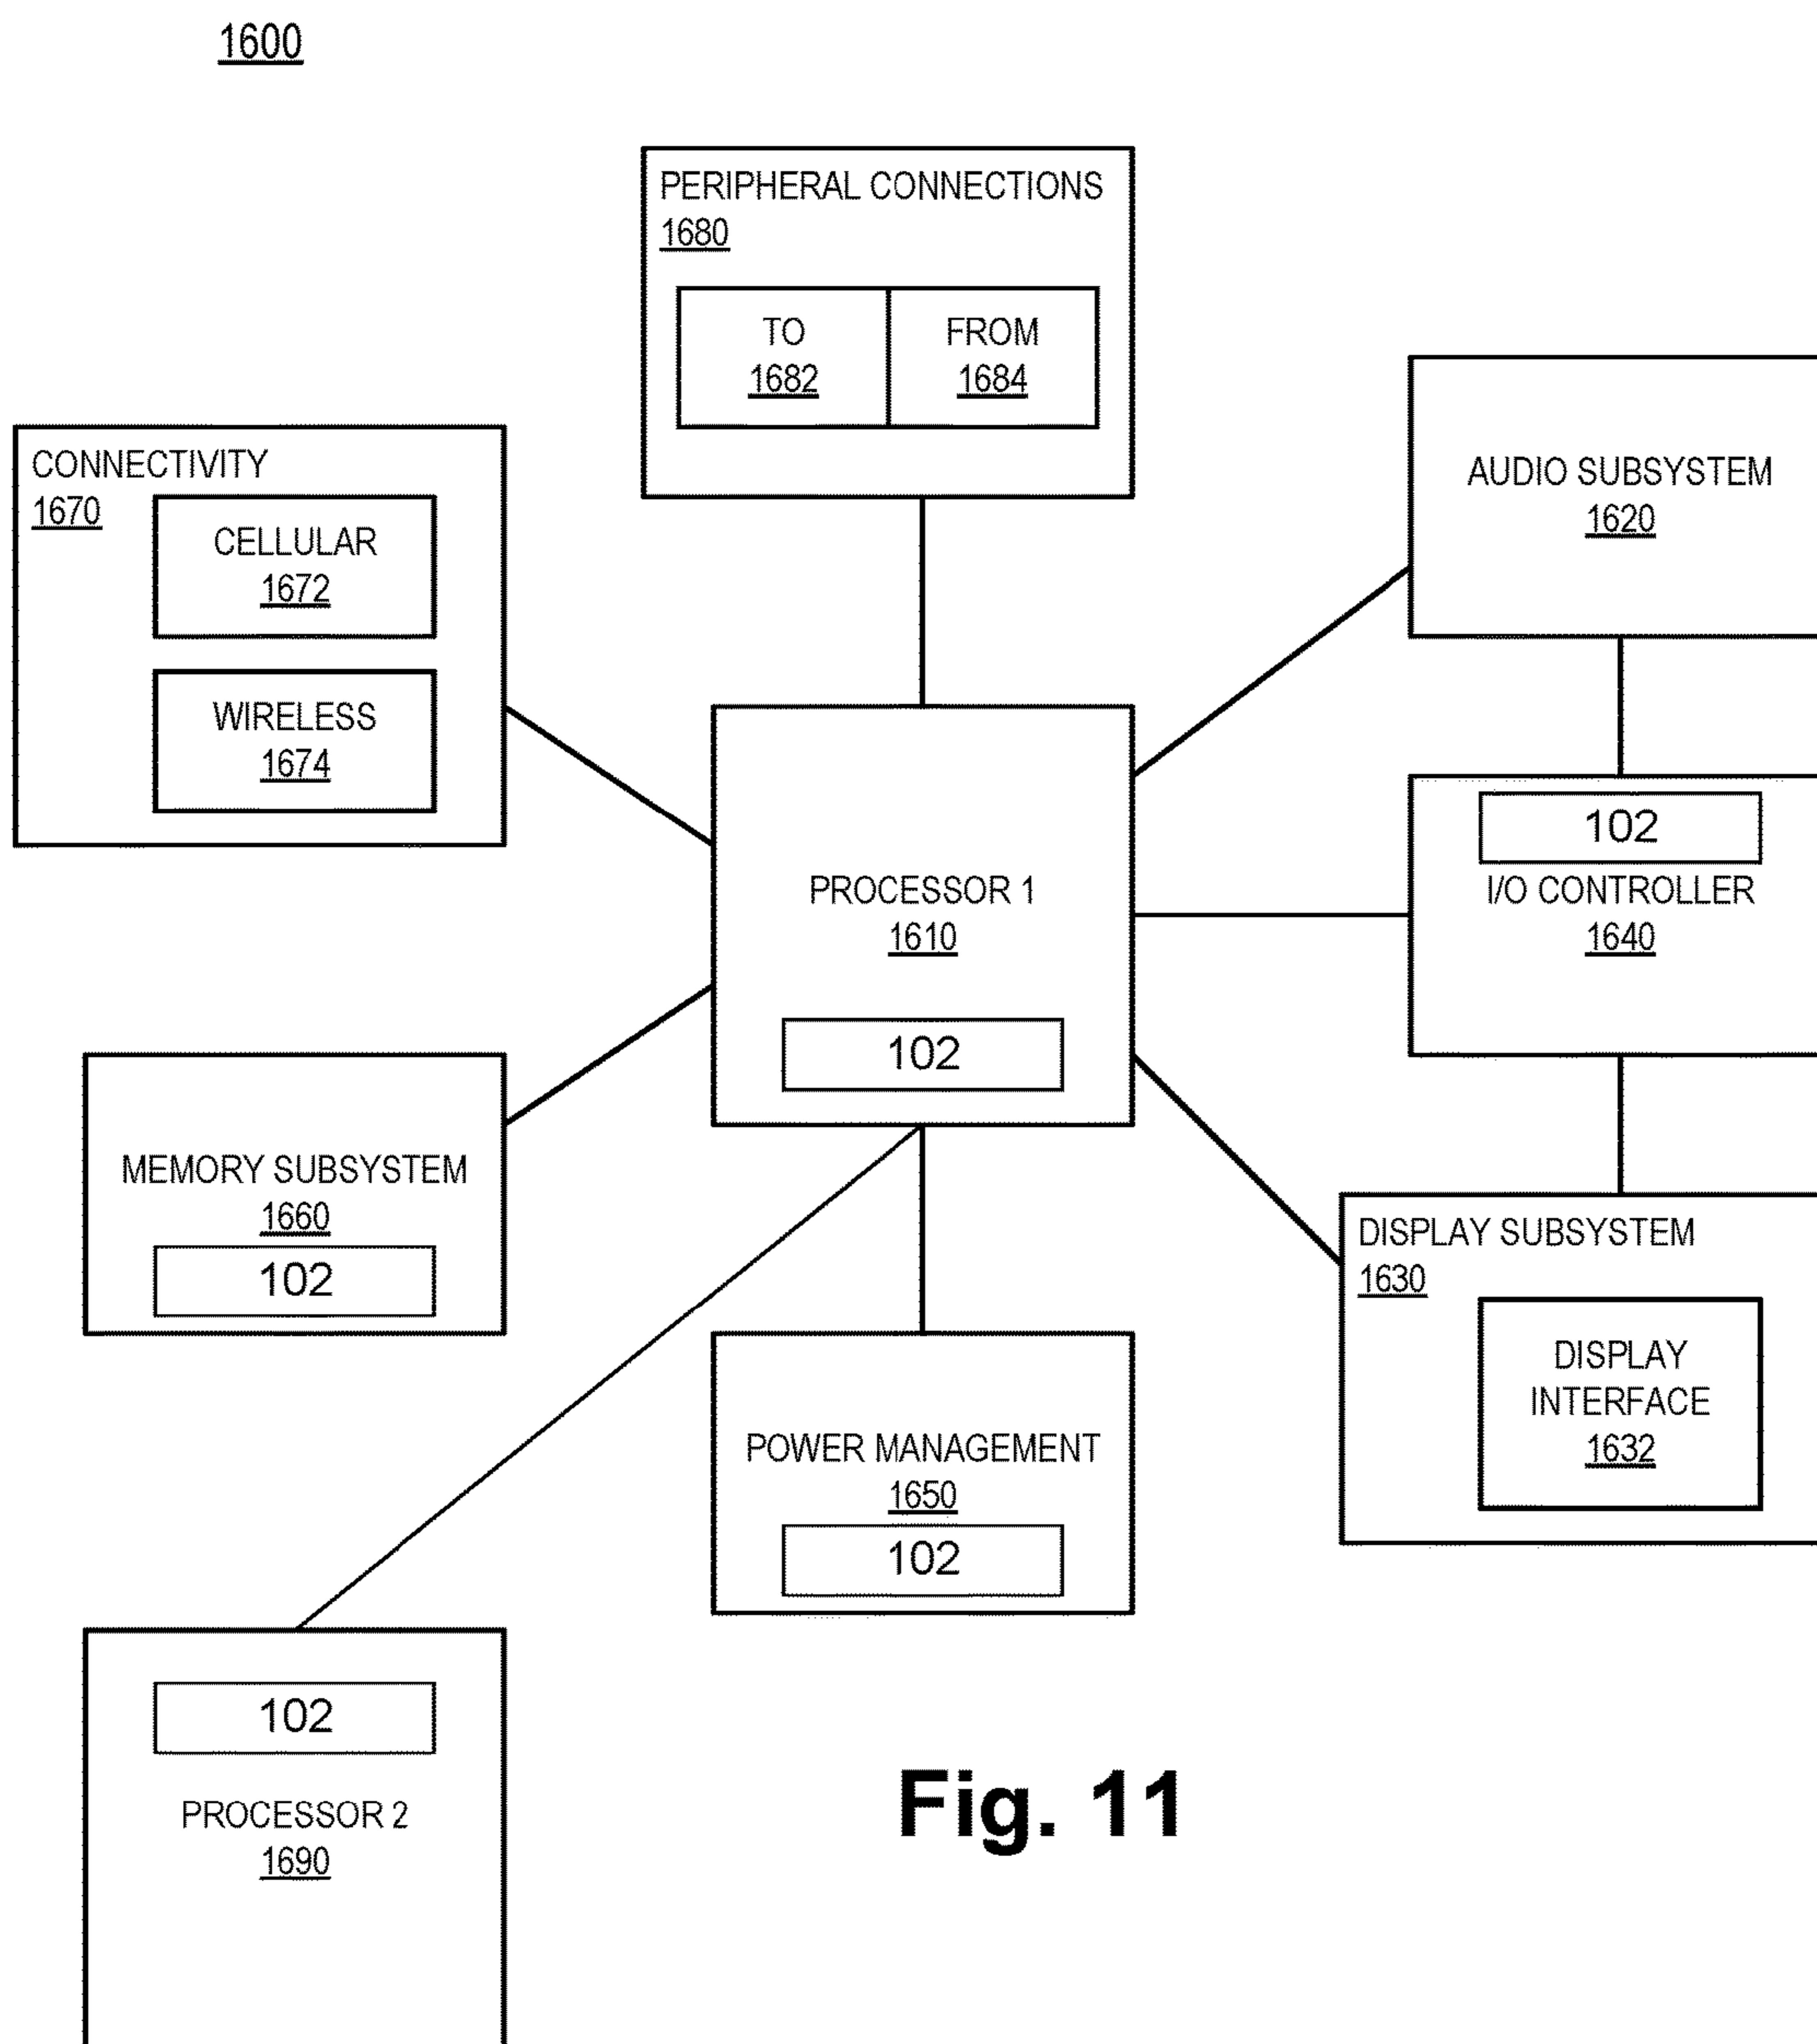 1600
PERIPHERAL CONNECTIONS
1680
TO
1682
FROM
1684
CONNECTIVITY
1670
CELLULAR
1672
WIRELESS
1674
AUDIO SUBSYSTEM
1620
PROCESSOR 1
1610
102
102
I/O CONTROLLER
1640
MEMORY SUBSYSTEM
1660
102
DISPLAY SUBSYSTEM
1630
DISPLAY
INTERFACE
1632
POWER MANAGEMENT
1650
102
102
PROCESSOR 2
1690
Fig. 11